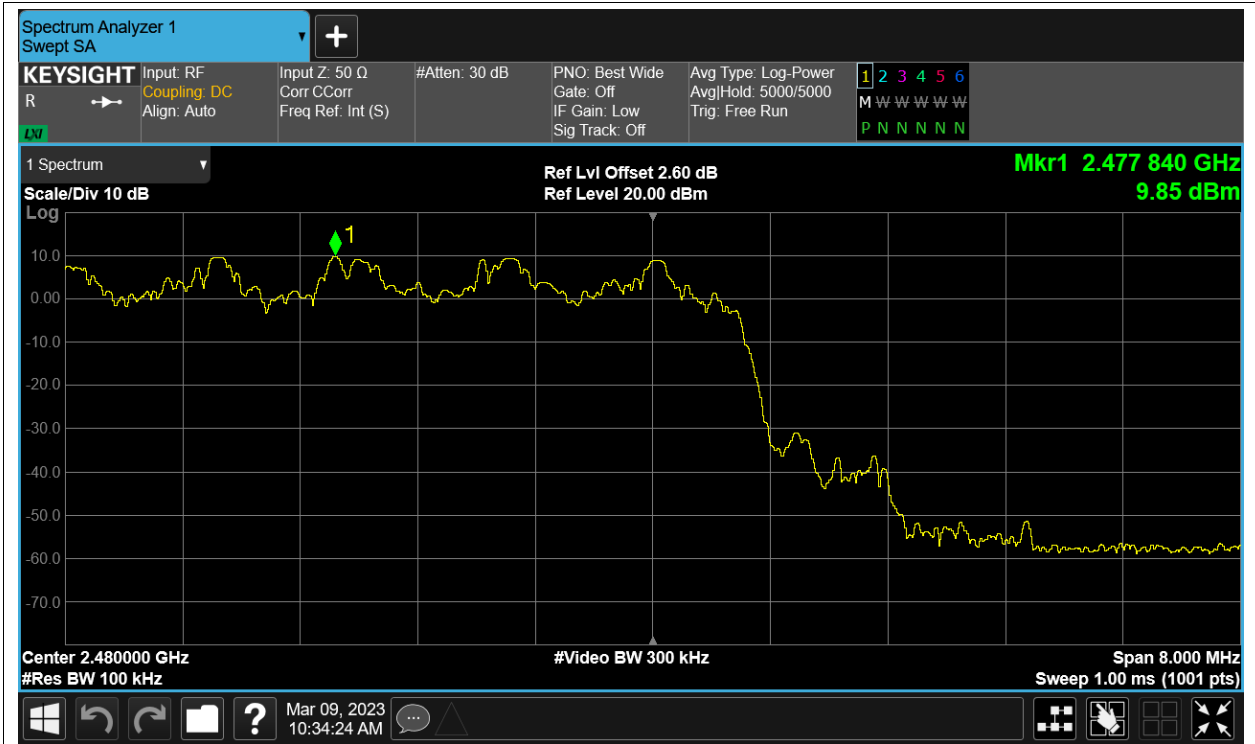 Spectrum Analyzer 1
Swept SA
+
KEYSIGHT
R
LXI
Input: RF
Coupling: DC
Align: Auto
Input Z: 50 Ω
Corr CCorr
Freq Ref: Int (S)
#Atten: 30 dB
PNO: Best Wide
Gate: Off
IF Gain: Low
Sig Track: Off
Avg Type: Log-Power
Avg|Hold: 5000/5000
Trig: Free Run
1 2 3 4 5 6
M W W W W W
P N N N N N
1 Spectrum
Scale/Div 10 dB
Log
Ref Lvl Offset 2.60 dB
Ref Level 20.00 dBm
Mkr1 2.477 840 GHz
9.85 dBm
1
10.0
0.00
-10.0
-20.0
-30.0
-40.0
-50.0
-60.0
-70.0
Center 2.480000 GHz
#Video BW 300 kHz
Span 8.000 MHz
#Res BW 100 kHz
Sweep 1.00 ms (1001 pts)
?
Mar 09, 2023
10:34:24 AM